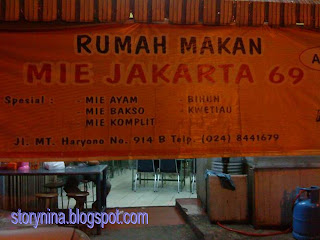 RUMAH MAKAN
MIE JAKARTA 69
Spesial : - MIE AYAM - BIHUN
- MIE BAKSO - KWETIAU
- MIE KOMPLIT
Jl. MT. Haryono No. 914 B Telp. (024) 8441679
storynina.blogspot.com